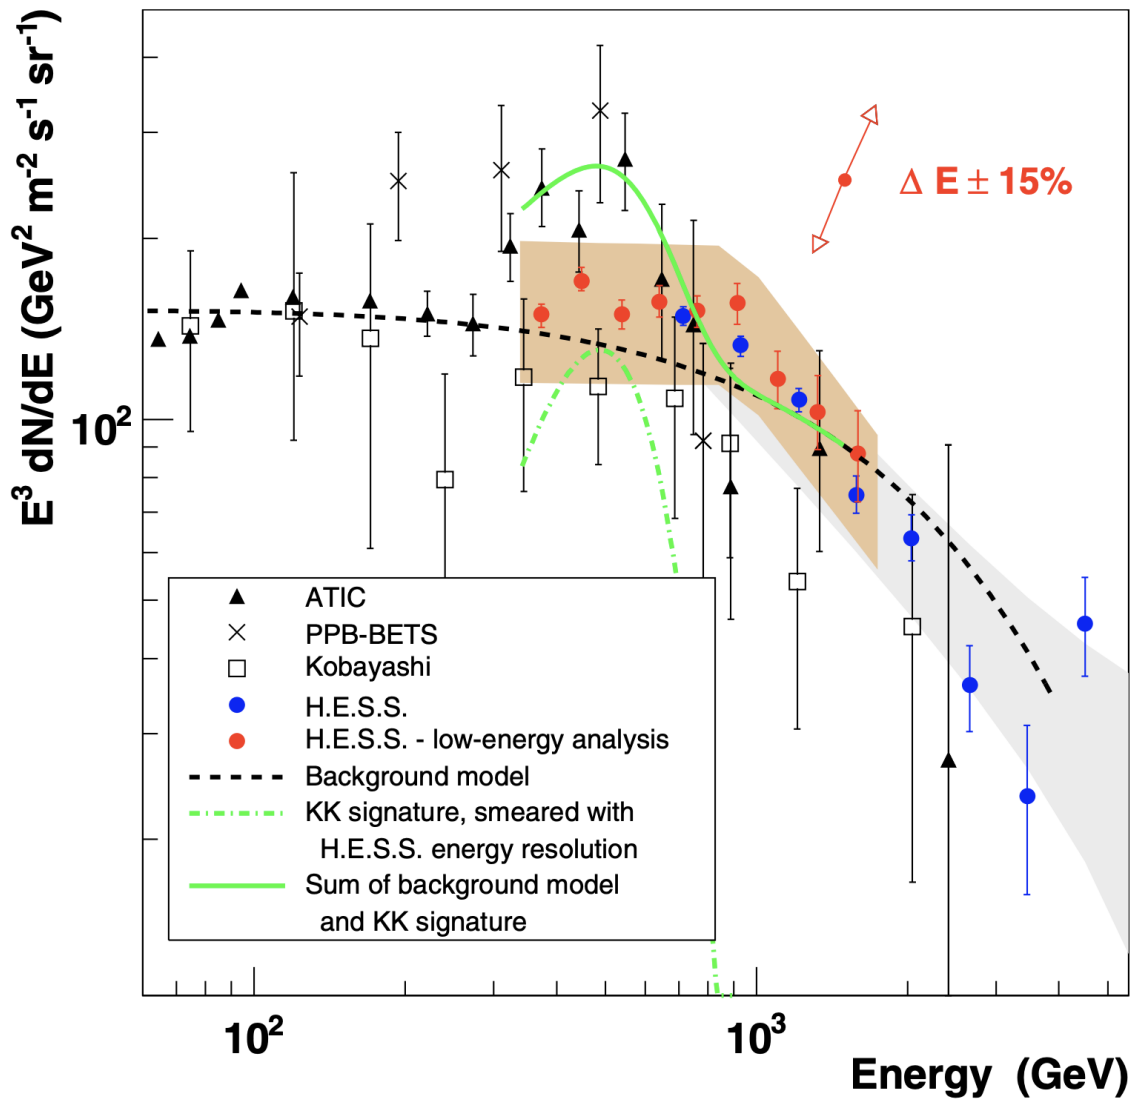 E³ dN/dE (GeV² m⁻² s⁻¹ sr⁻¹)
Δ E ± 15%
10²
ATIC
PPB-BETS
Kobayashi
H.E.S.S.
H.E.S.S. - low-energy analysis
Background model
KK signature, smeared with
H.E.S.S. energy resolution
Sum of background model
and KK signature
10²
10³
Energy (GeV)